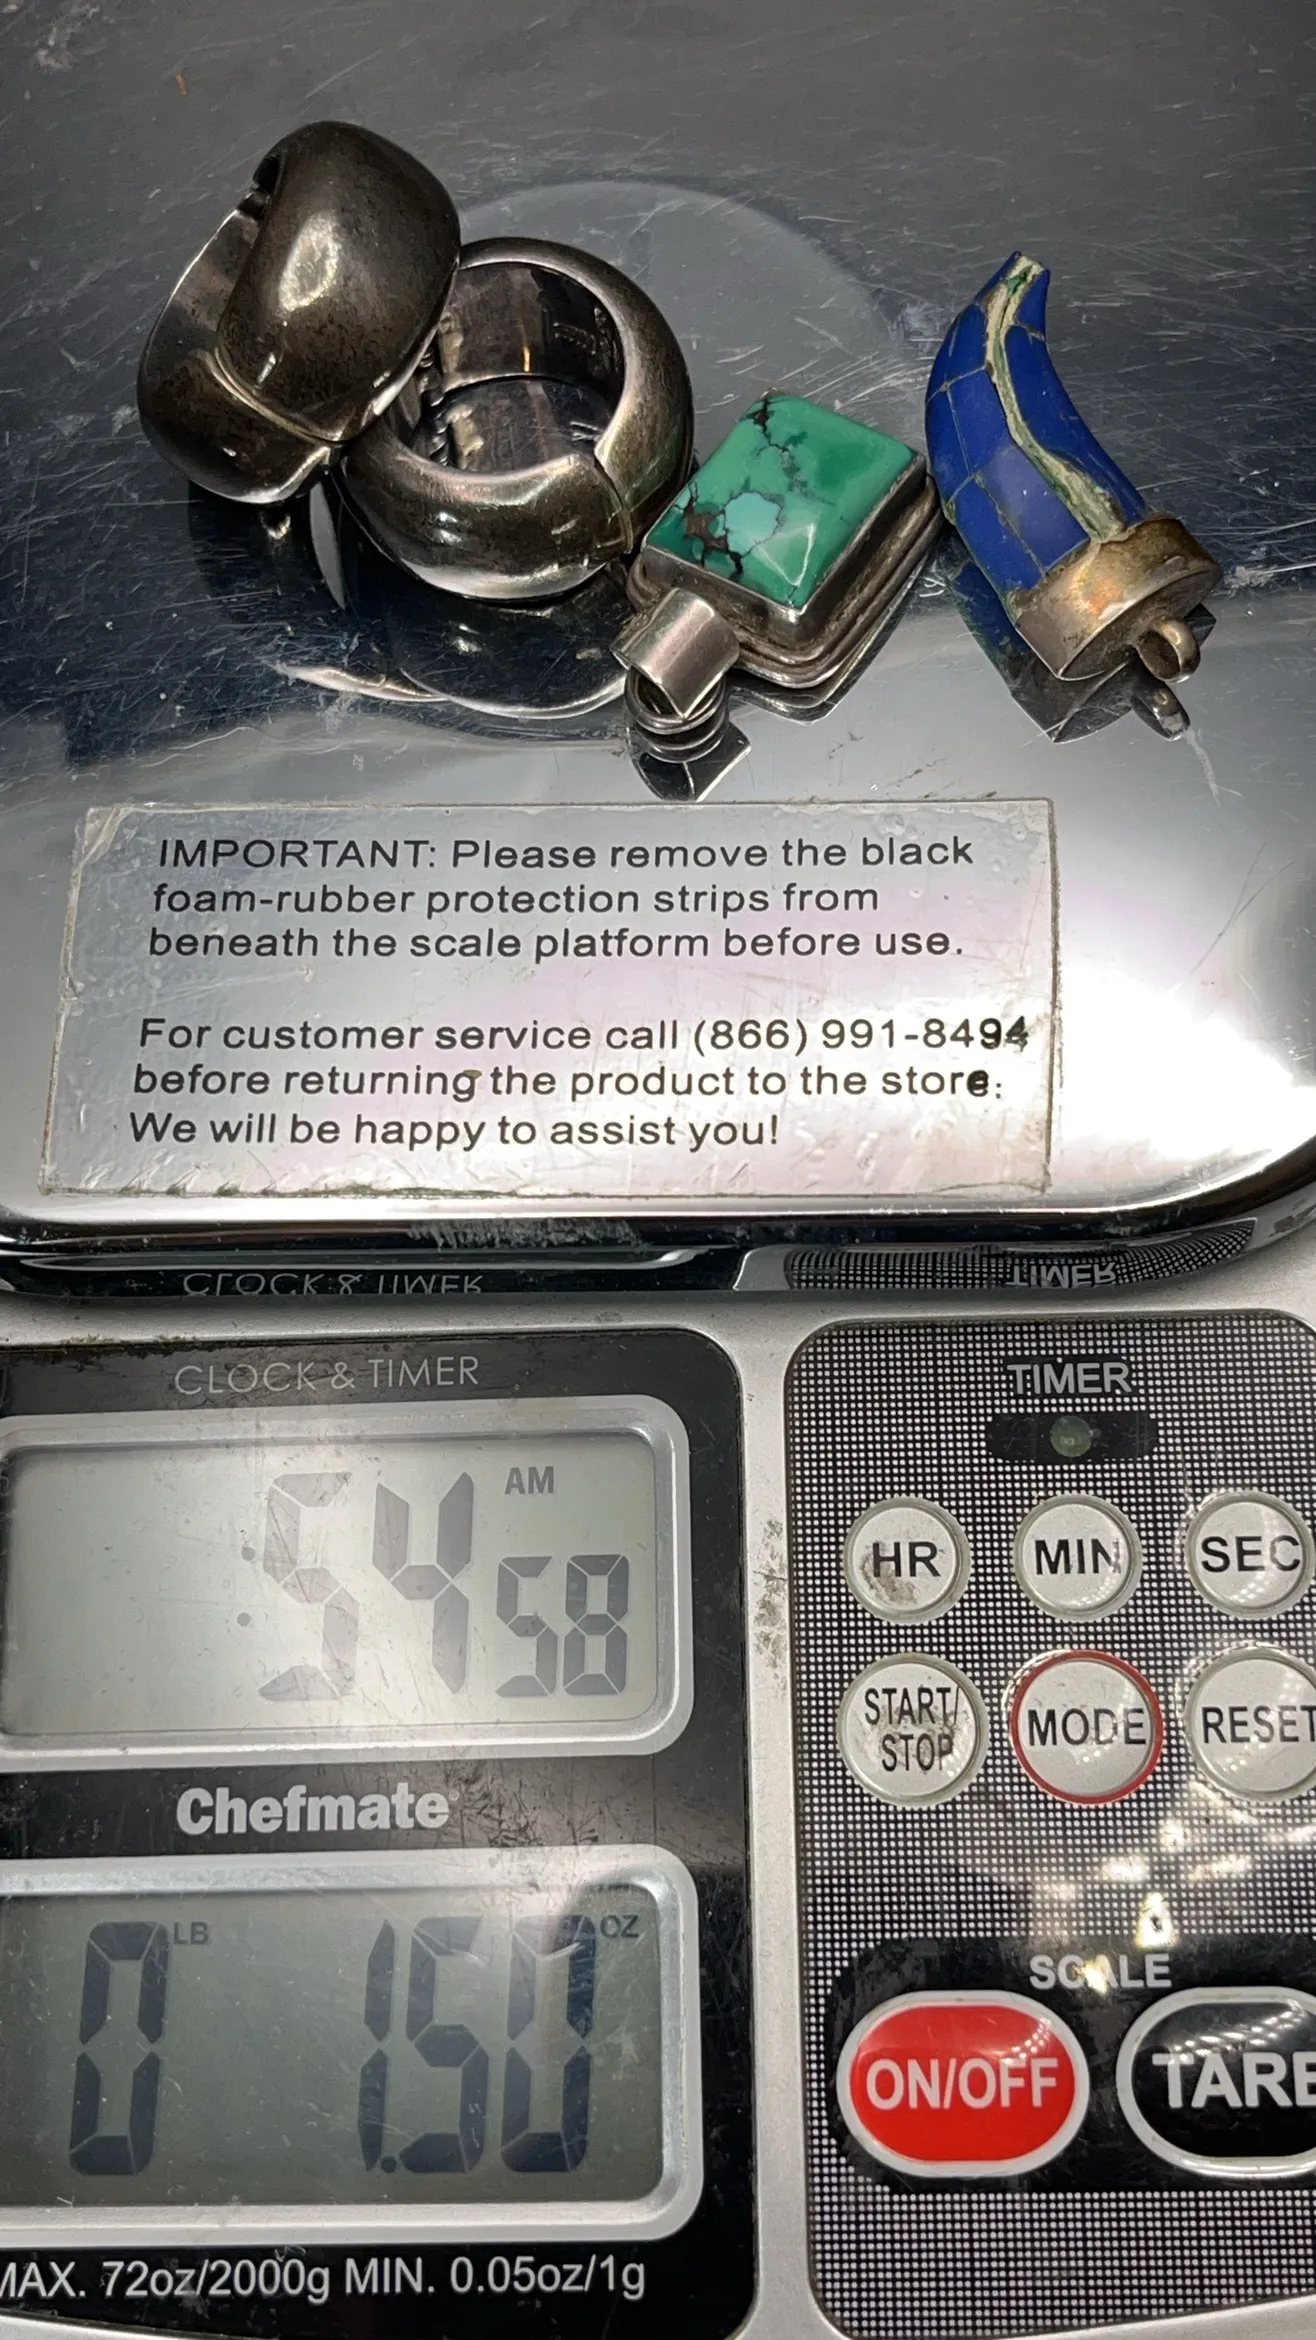 IMPORTANT: Please remove the black
foam-rubber protection strips from
beneath the scale platform before use.
For customer service call (866) 991-8494
before returning the product to the store.
We will be happy to assist you!
CLOCK & TIMER
TIMER
CLOCK & TIMER
TIMER
AM
:54 58
HR MIN SEC
START/
STOP
MODE RESET
Chefmate
0 LB 1.50 OZ
SCALE
ON/OFF TARE
MAX. 72oz/2000g MIN. 0.05oz/1g